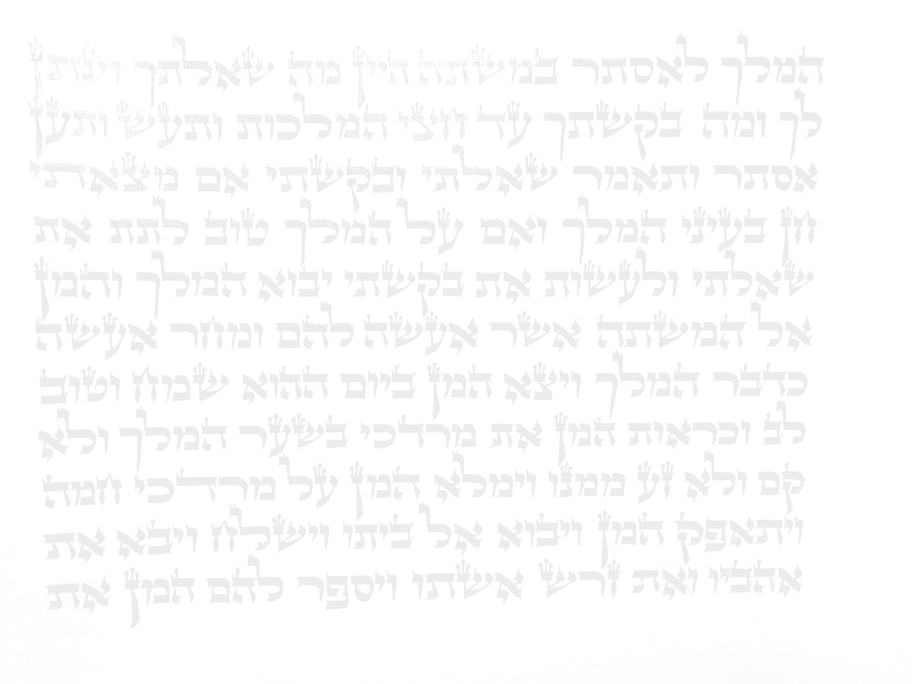 המלך לאסתר במשתה היין מה שאלתך וינתן
לך ומה בקשתך עד חצי המלכות ותעש ותען
אסתר ותאמר שאלתי ובקשתי אם מצאתי
חן בעיני המלך ואם על המלך טוב לתת את
שאלתי ולעשות את בקשתי יבוא המלך והמן
אל המשתה אשר אעשה להם ומחר אעשה
כדבר המלך ויצא המן ביום ההוא שמח וטוב
לב וכראות המן את מרדכי בשער המלך ולא
קם ולא זע ממנו וימלא המן על מרדכי חמה
ויתאפק המן ויבוא אל ביתו וישלח ויבא את
אהביו ואת זרש אשתו ויספר להם המן את